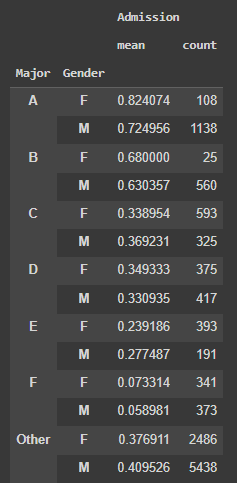 Admission
mean count
Major Gender
A F 0.824074 108
M 0.724956 1138
B F 0.680000 25
M 0.630357 560
C F 0.338954 593
M 0.369231 325
D F 0.349333 375
M 0.330935 417
E F 0.239186 393
M 0.277487 191
F F 0.073314 341
M 0.058981 373
Other F 0.376911 2486
M 0.409526 5438